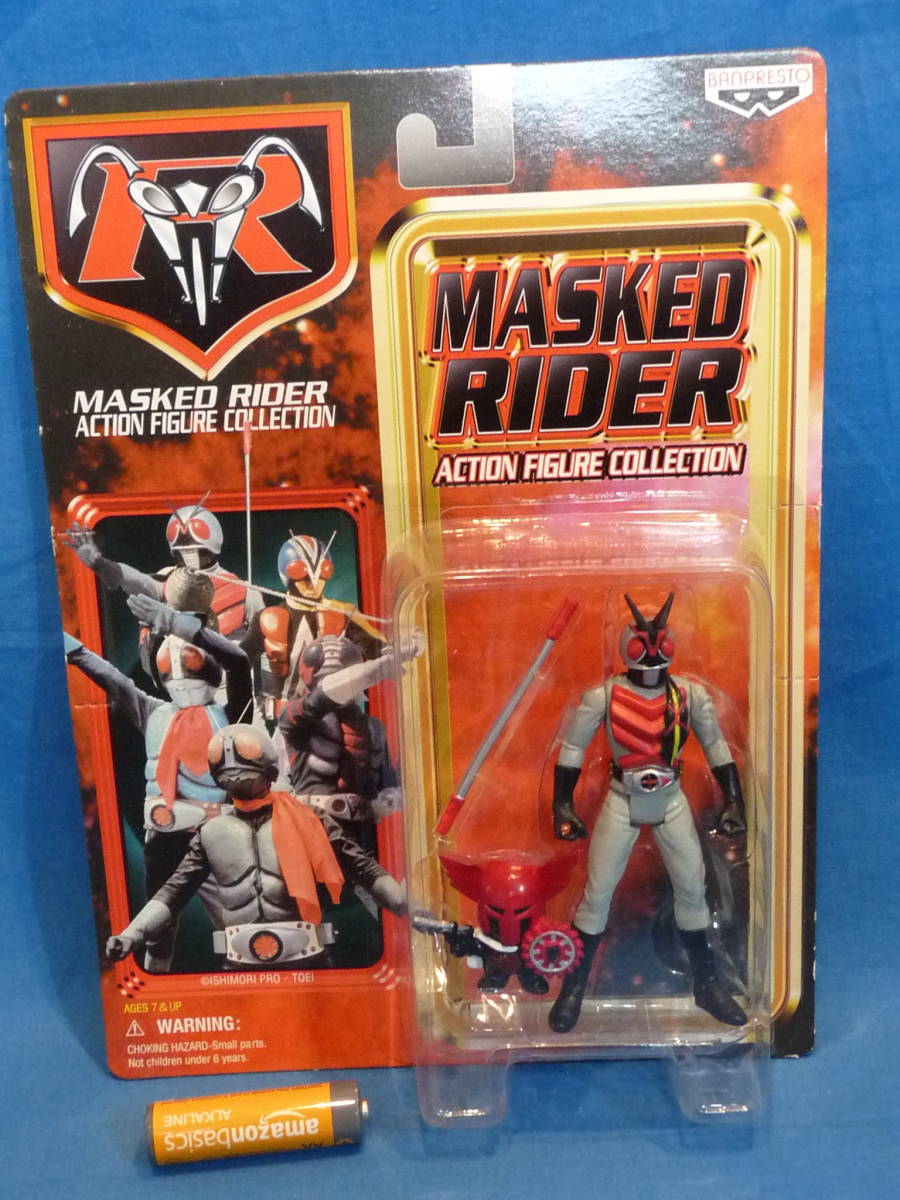 BANPRESTO
MASKED RIDER
ACTION FIGURE COLLECTION
MASKED
RIDER
ACTION FIGURE COLLECTION
©ISHIMORI PRO - TOEI
AGES 7 & UP
WARNING:
CHOKING HAZARD-Small parts.
Not children under 6 years.
amazonbasics
ALKALINE